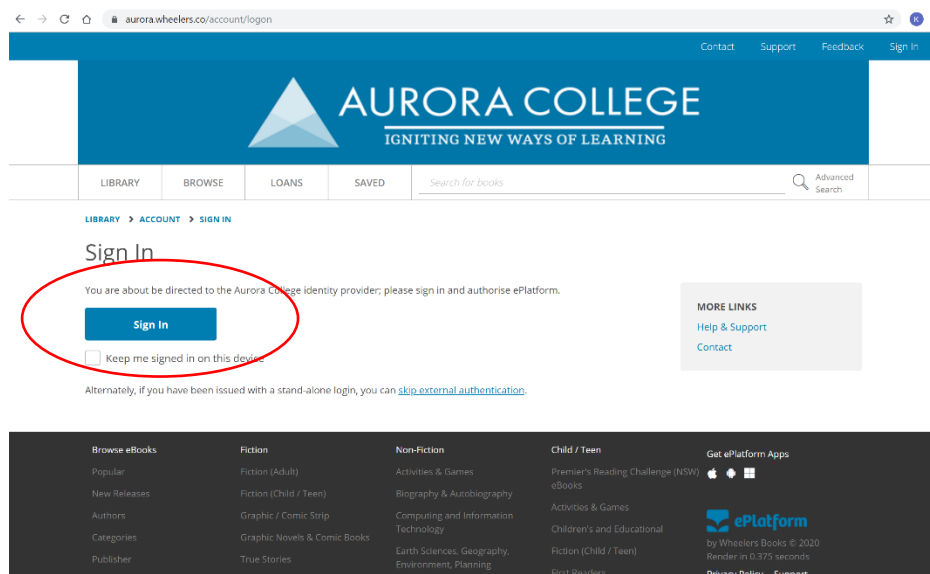 aurora.wheelers.co/account/logon
K
Contact Support Feedback Sign In
AURORA COLLEGE
IGNITING NEW WAYS OF LEARNING
LIBRARY BROWSE LOANS SAVED Search for books Advanced Search
LIBRARY > ACCOUNT > SIGN IN
Sign In
You are about be directed to the Aurora College identity provider; please sign in and authorise ePlatform.
Sign In
Keep me signed in on this device
Alternately, if you have been issued with a stand-alone login, you can skip external authentication.
MORE LINKS
Help & Support
Contact
Browse eBooks
Popular
New Releases
Authors
Categories
Publisher
Fiction
Fiction (Adult)
Fiction (Child / Teen)
Graphic / Comic Strip
Graphic Novels & Comic Books
True Stories
Non-Fiction
Activities & Games
Biography & Autobiography
Computing and Information
Technology
Earth Sciences, Geography,
Environment, Planning
Child / Teen
Premier's Reading Challenge (NSW)
eBooks
Activities & Games
Children's and Educational
Fiction (Child / Teen)
First Readers
Get ePlatform Apps
ePlatform
by Wheelers Books © 2020
Render in 0.375 seconds
Privacy Policy Support